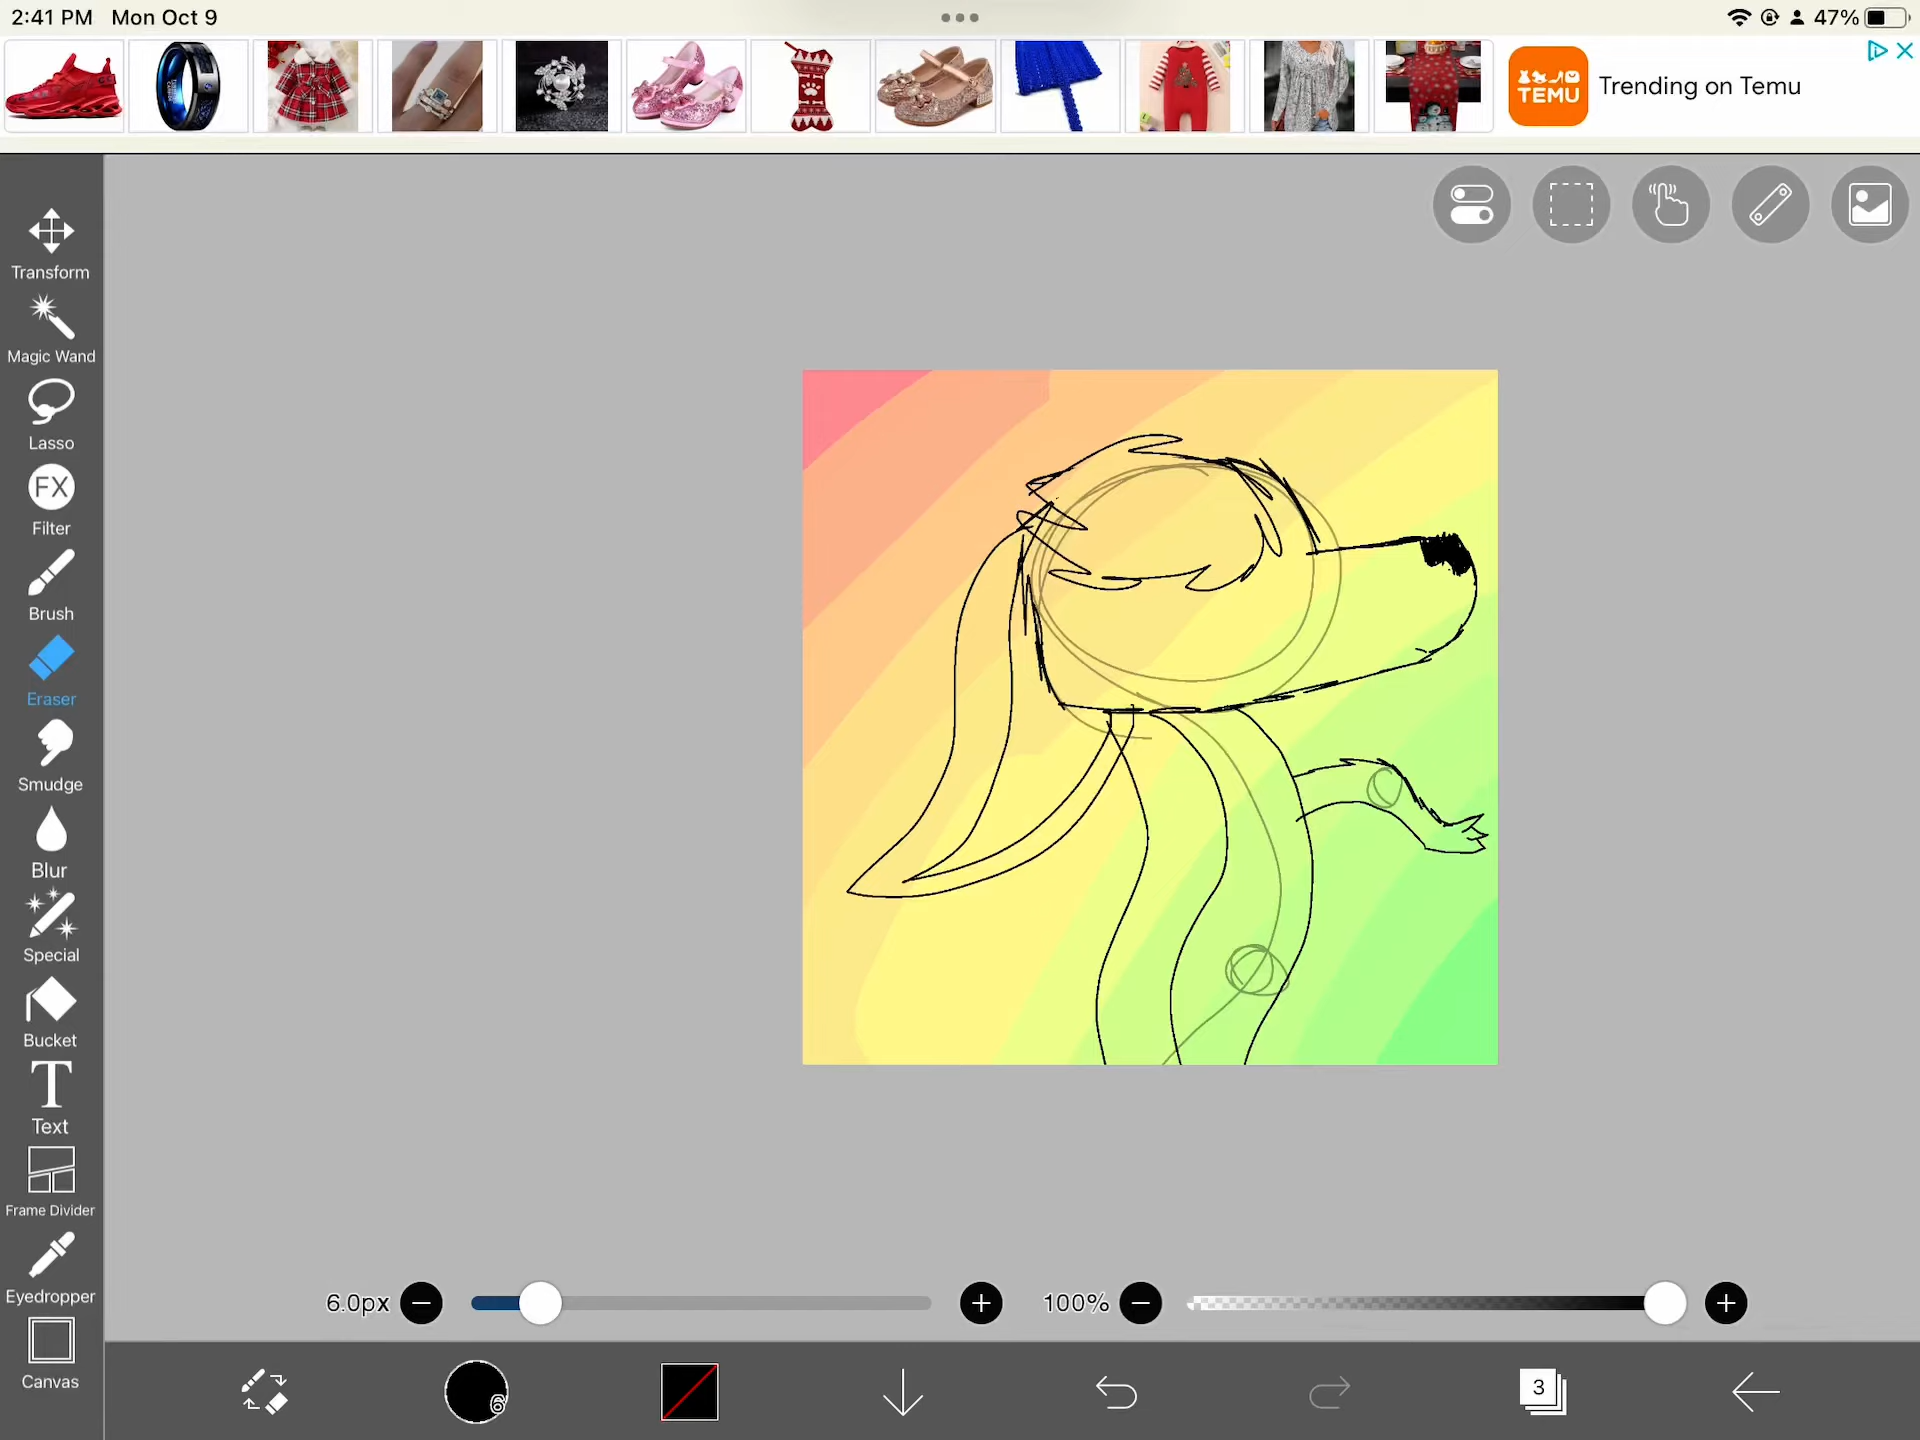 2:41 PM Mon Oct 9
47%
TEMU
Trending on Temu
Transform
Magic Wand
Lasso
FX
Filter
Brush
Eraser
Smudge
Blur
Special
Bucket
T
Text
Frame Divider
Eyedropper
Canvas
6.0px
100%
6
3